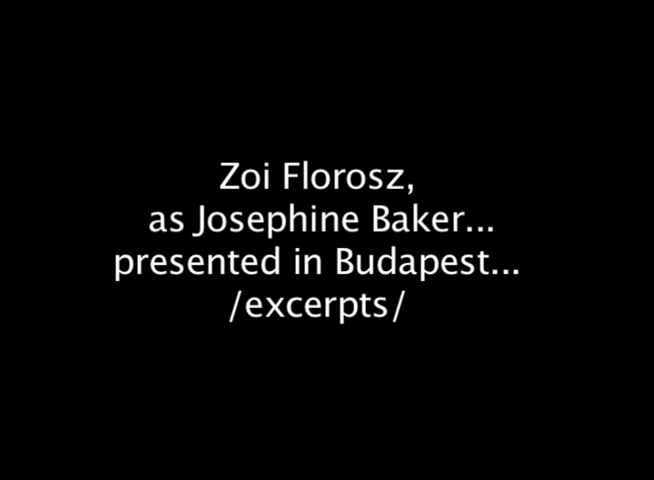 Zoi Florosz,
as Josephine Baker...
presented in Budapest...
/excerpts/